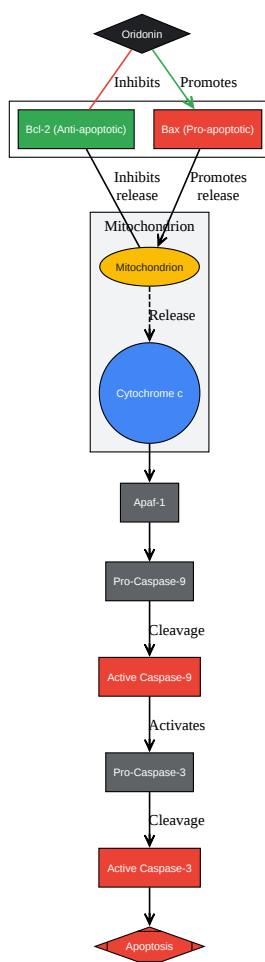 Oridonin
Inhibits
Promotes
Bcl-2 (Anti-apoptotic)
Bax (Pro-apoptotic)
Inhibits
release
Promotes
release
Mitochondrion
Mitochondrion
Release
Cytochrome c
Apaf-1
Pro-Caspase-9
Cleavage
Active Caspase-9
Activates
Pro-Caspase-3
Cleavage
Active Caspase-3
Apoptosis